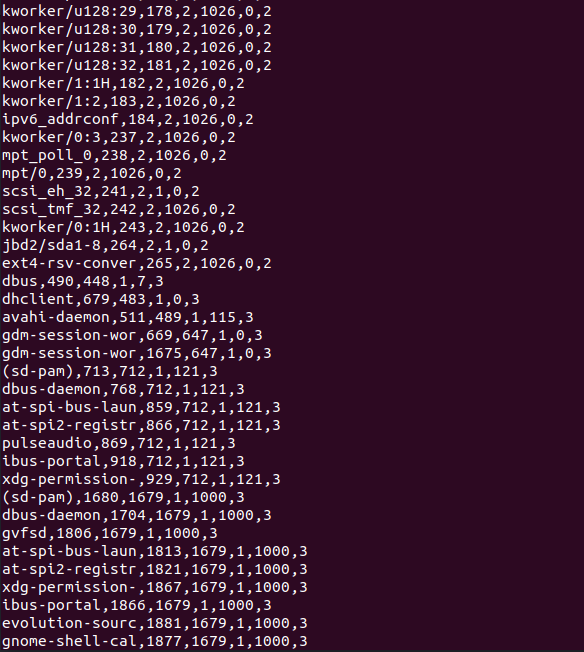 kworker/u128:29,178,2,1026,0,2
kworker/u128:30,179,2,1026,0,2
kworker/u128:31,180,2,1026,0,2
kworker/u128:32,181,2,1026,0,2
kworker/1:1H,182,2,1026,0,2
kworker/1:2,183,2,1026,0,2
ipv6_addrconf,184,2,1026,0,2
kworker/0:3,237,2,1026,0,2
mpt_poll_0,238,2,1026,0,2
mpt/0,239,2,1026,0,2
scsi_eh_32,241,2,1,0,2
scsi_tmf_32,242,2,1026,0,2
kworker/0:1H,243,2,1026,0,2
jbd2/sda1-8,264,2,1,0,2
ext4-rsv-conver,265,2,1026,0,2
dbus,490,448,1,7,3
dhclient,679,483,1,0,3
avahi-daemon,511,489,1,115,3
gdm-session-wor,669,647,1,0,3
gdm-session-wor,1675,647,1,0,3
(sd-pam),713,712,1,121,3
dbus-daemon,768,712,1,121,3
at-spi-bus-laun,859,712,1,121,3
at-spi2-registr,866,712,1,121,3
pulseaudio,869,712,1,121,3
ibus-portal,918,712,1,121,3
xdg-permission-,929,712,1,121,3
(sd-pam),1680,1679,1,1000,3
dbus-daemon,1704,1679,1,1000,3
gvfsd,1806,1679,1,1000,3
at-spi-bus-laun,1813,1679,1,1000,3
at-spi2-registr,1821,1679,1,1000,3
xdg-permission-,1867,1679,1,1000,3
ibus-portal,1866,1679,1,1000,3
evolution-sourc,1881,1679,1,1000,3
gnome-shell-cal,1877,1679,1,1000,3